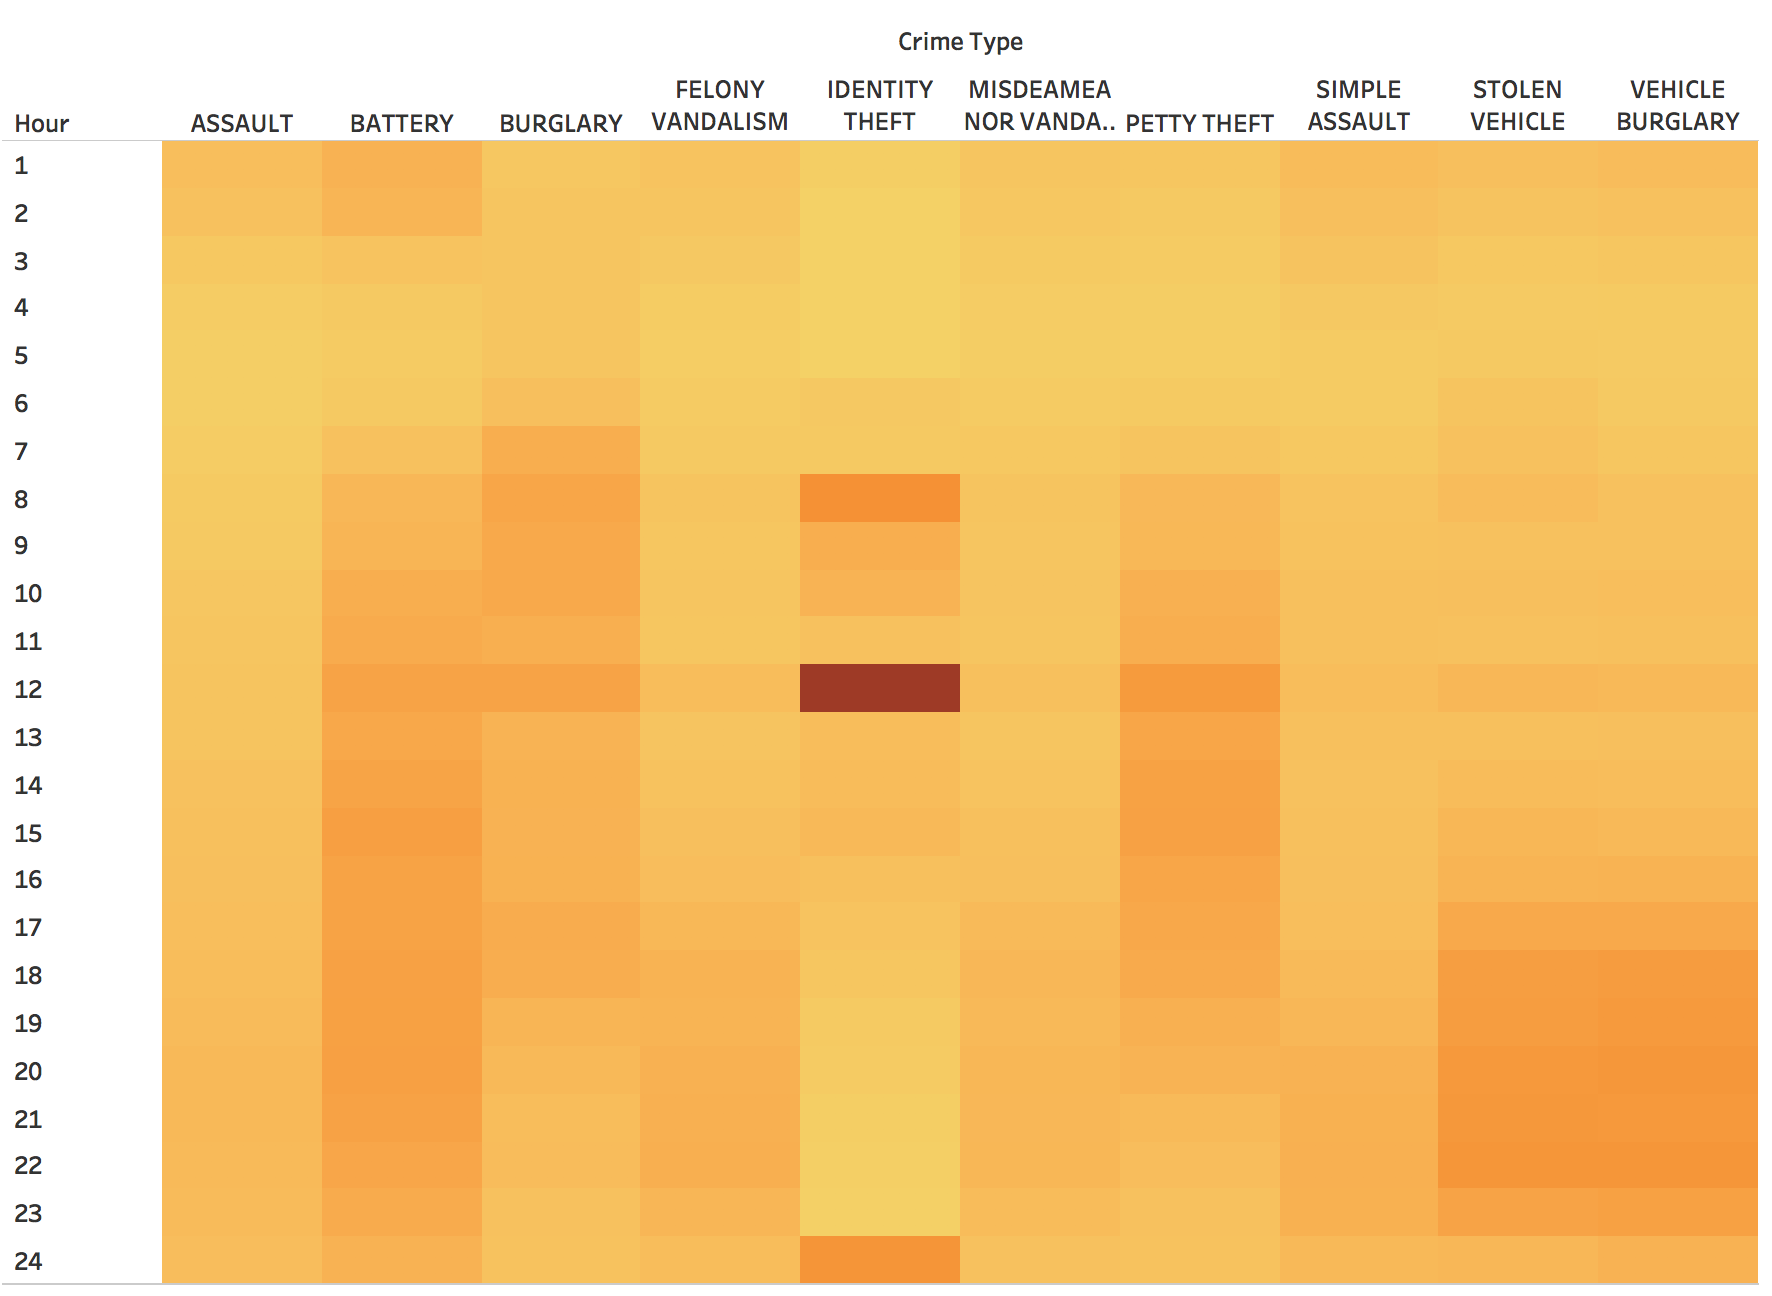 Crime Type
Hour
ASSAULT
BATTERY
BURGLARY
FELONY
VANDALISM
IDENTITY
THEFT
MISDEAMEA
NOR VANDA..
PETTY THEFT
SIMPLE
ASSAULT
STOLEN
VEHICLE
VEHICLE
BURGLARY
1
2
3
4
5
6
7
8
9
10
11
12
13
14
15
16
17
18
19
20
21
22
23
24